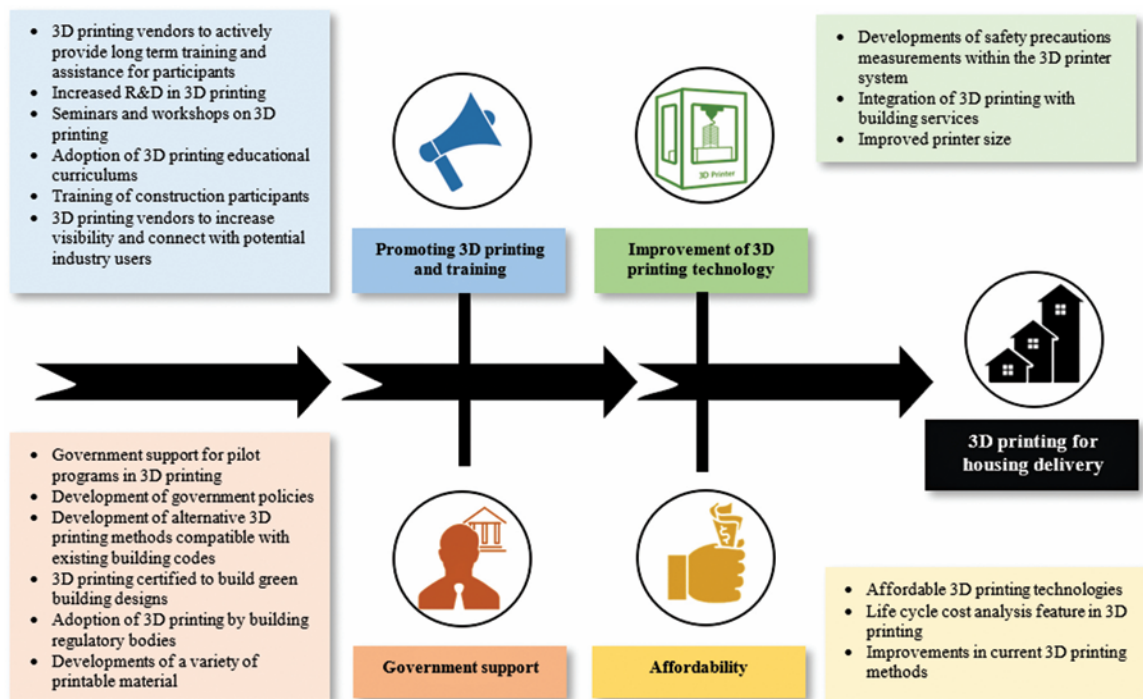 • 3D printing vendors to actively
provide long term training and
assistance for participants
• Increased R&D in 3D printing
• Seminars and workshops on 3D
printing
• Adoption of 3D printing educational
curriculums
• Training of construction participants
• 3D printing vendors to increase
visibility and connect with potential
industry users
3D Printer
• Developments of safety precautions
measurements within the 3D printer
system
• Integration of 3D printing with
building services
• Improved printer size
Promoting 3D printing
and training
Improvement of 3D
printing technology
3D printing for
housing delivery
• Government support for pilot
programs in 3D printing
• Development of government policies
• Development of alternative 3D
printing methods compatible with
existing building codes
• 3D printing certified to build green
building designs
• Adoption of 3D printing by building
regulatory bodies
• Developments of a variety of
printable material
$
Government support
Affordability
• Affordable 3D printing technologies
• Life cycle cost analysis feature in 3D
printing
• Improvements in current 3D printing
methods